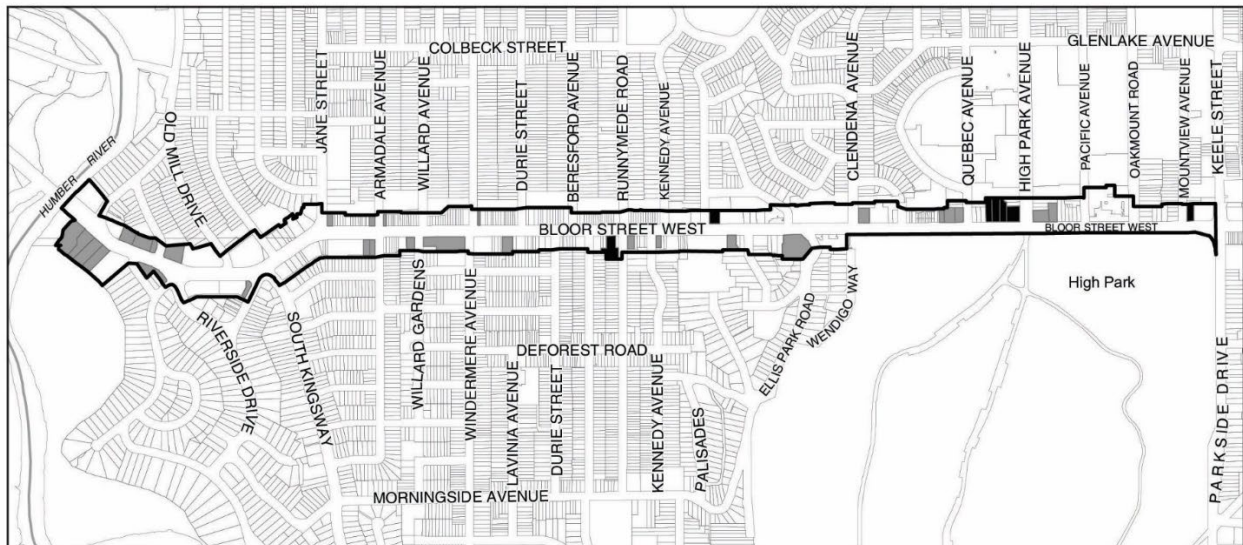 COLBECK STREET
GLENLAKE AVENUE
HUMBER RIVER
OLD MILL DRIVE
JANE STREET
ARMADALE AVENUE
WILLARD AVENUE
DURIE STREET
BERESFORD AVENUE
RUNNYMEDE ROAD
KENNEDY AVENUE
CLENDENA AVENUE
QUEBEC AVENUE
HIGH PARK AVENUE
PACIFIC AVENUE
OAKMOUNT ROAD
MOUNTVIEW AVENUE
KEELE STREET
BLOOR STREET WEST
BLOOR STREET WEST
High Park
RIVERSIDE DRIVE
SOUTH KINGSWAY
WILLARD GARDENS
WINDERMERE AVENUE
LAVINIA AVENUE
DURIE STREET
DEFOREST ROAD
KENNEDY AVENUE
PALISADES
ELLIS PARK ROAD
WENDIGO WAY
PARKSIDE DRIVE
MORNINGSIDE AVENUE